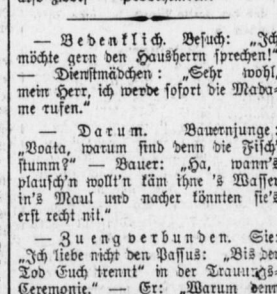 — Bedenklich. Besuch: „Ich
möchte gern den Hausherrn sprechen!“
— Dienstmädchen: „Sehr wohl,
mein Herr, ich werde sofort die Mada-
me rufen.“
— Darum. Bauernjunge:
„Voata, warum sind denn die Fisch'
stumm?“ — Bauer: „Ha, wann's
plausch'n wollt'n käm ihne 's Wasser
in's Maul und nacher könnten sie's
erst recht nit.“
— Zu eng verbunden. Sie:
„Ich liebe nicht den Passus: „Bis der
Tod Euch trennt“ in der Trauungs-
Ceremonie.“ — Er: „Warum denn